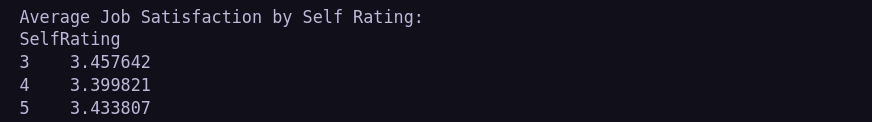 Average Job Satisfaction by Self Rating:
SelfRating
3    3.457642
4    3.399821
5    3.433807